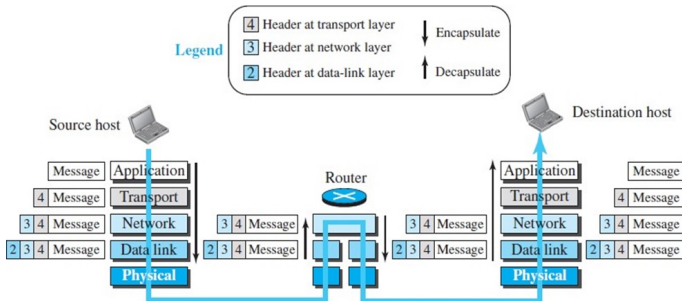 Legend
4 Header at transport layer
3 Header at network layer
2 Header at data-link layer
Encapsulate
Decapsulate
Source host
Destination host
Router
Message Application
4 Message Transport
3 4 Message Network
2 3 4 Message Data link
Physical
3 4 Message
2 3 4 Message
3 4 Message
2 3 4 Message
Application Message
Transport 4 Message
Network 3 4 Message
Data link 2 3 4 Message
Physical